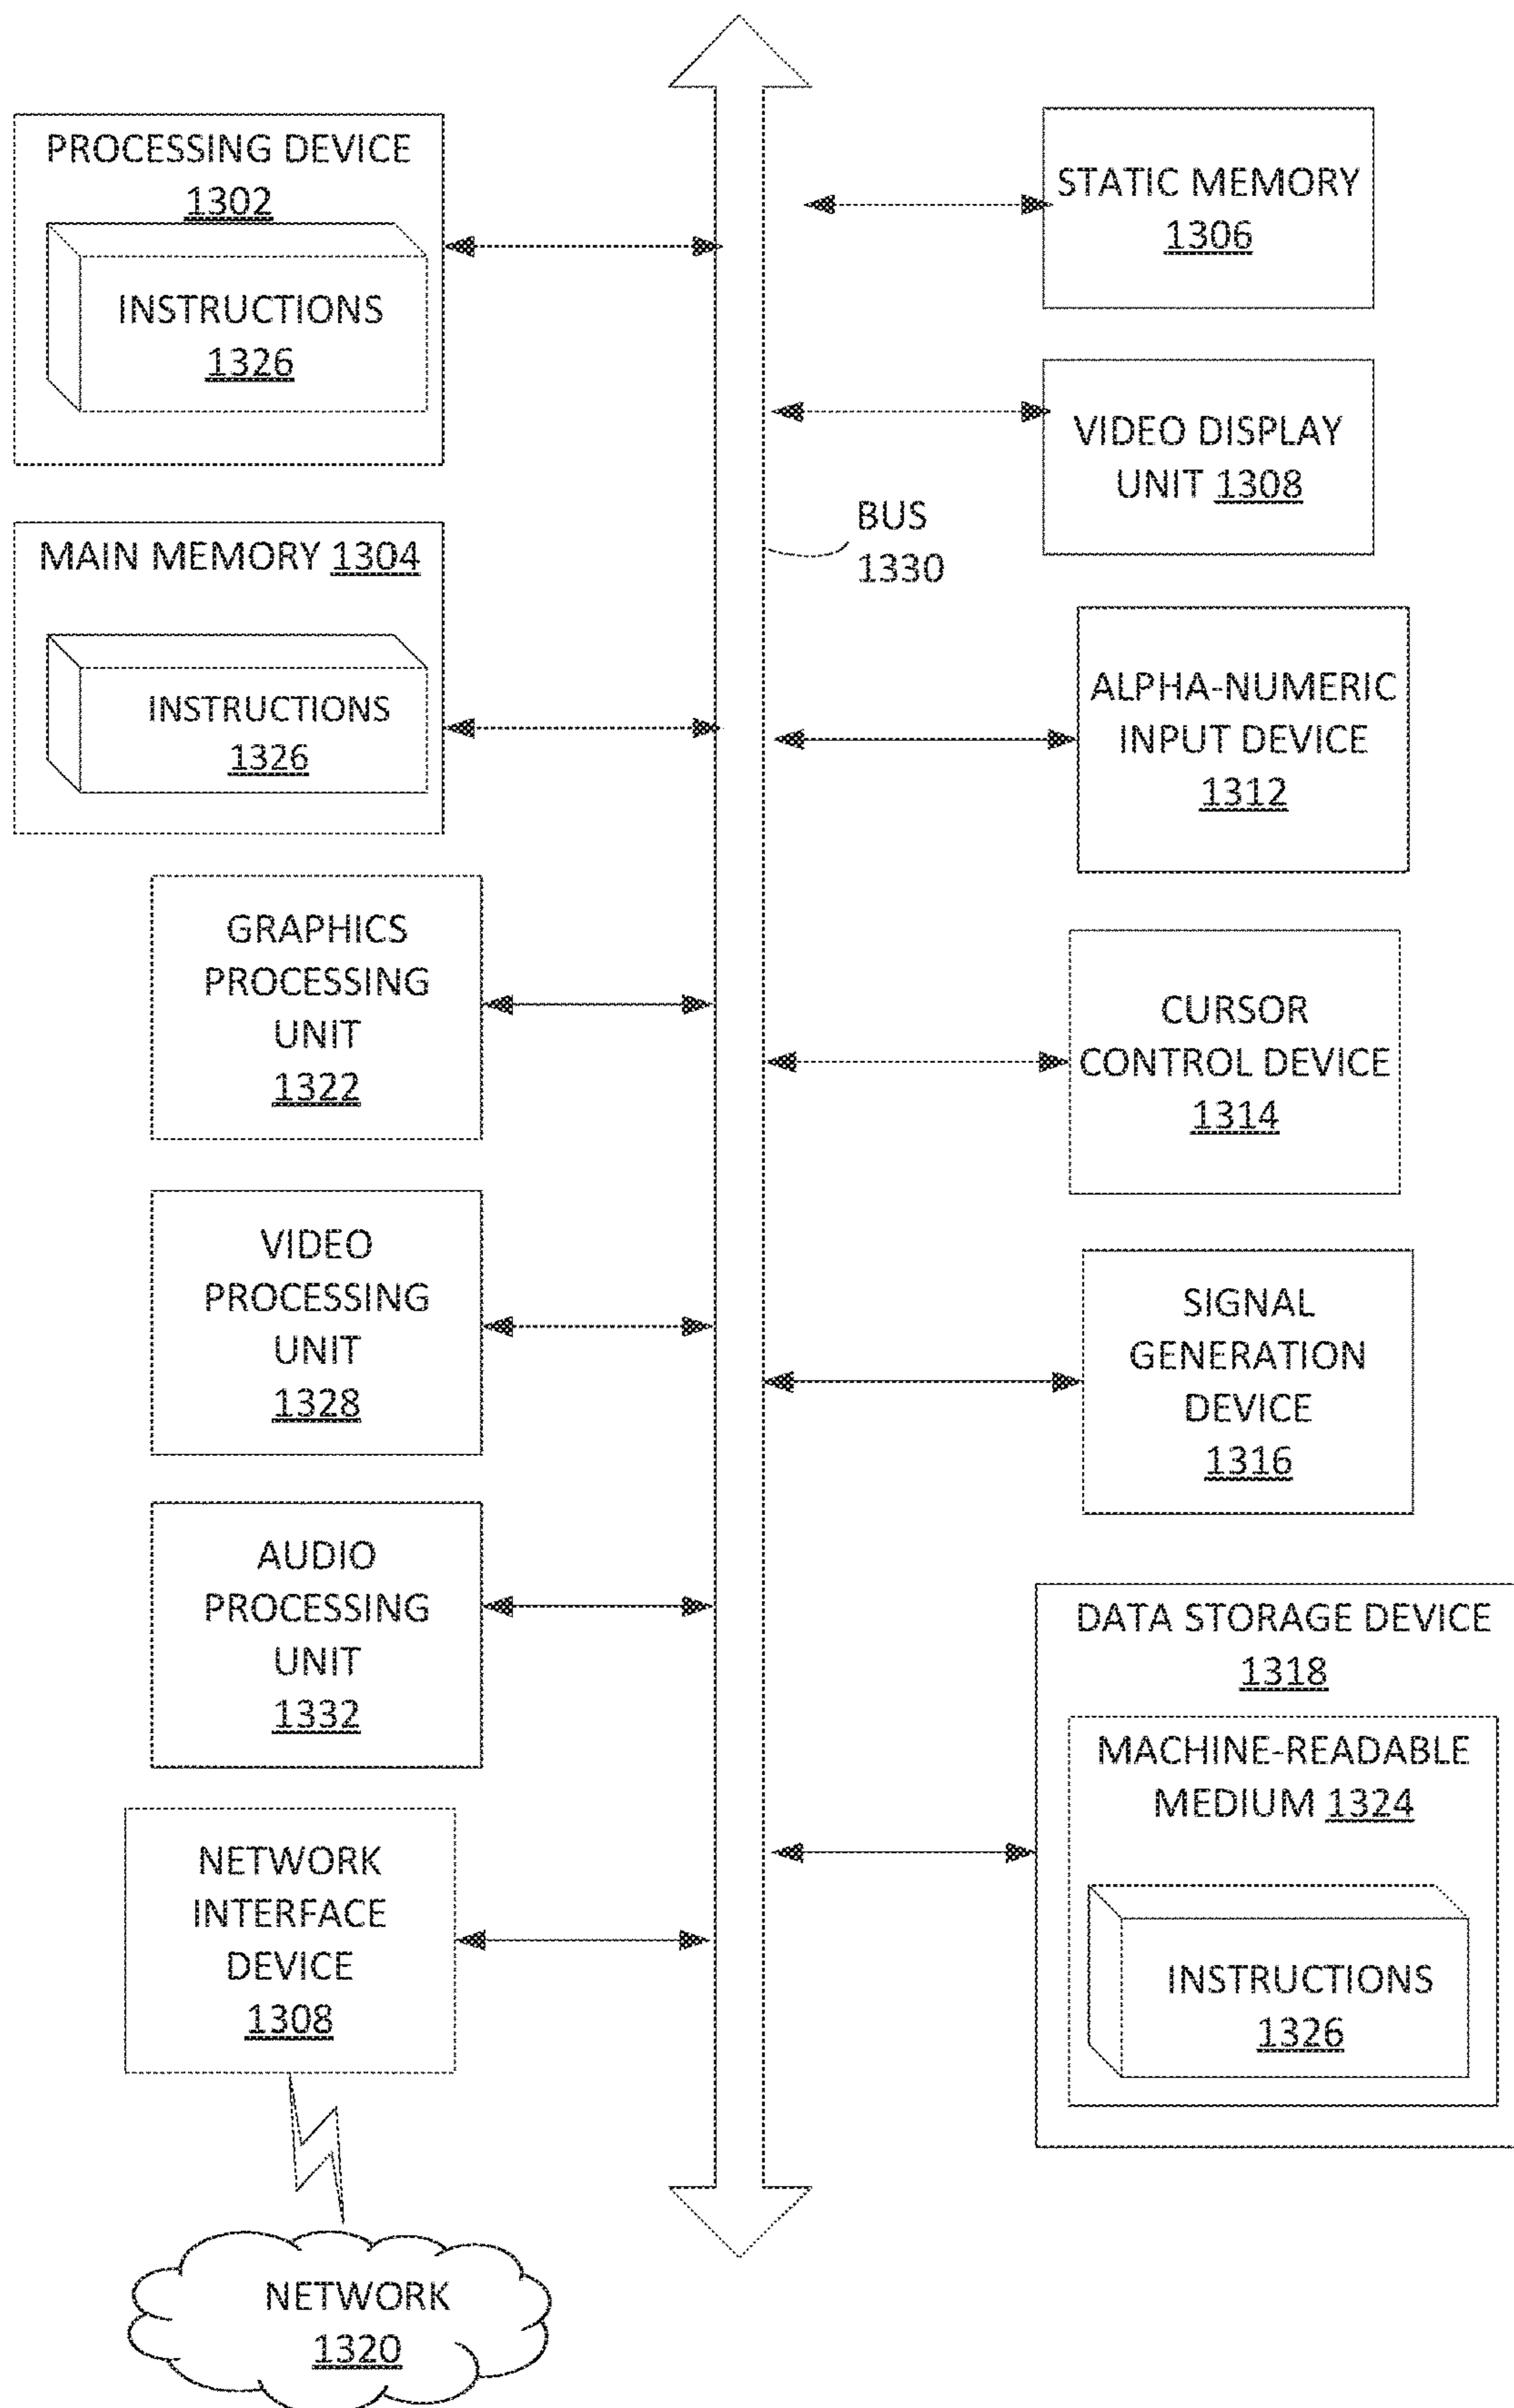 PROCESSING DEVICE
1302
INSTRUCTIONS
1326
MAIN MEMORY 1304
INSTRUCTIONS
1326
GRAPHICS
PROCESSING
UNIT
1322
VIDEO
PROCESSING
UNIT
1328
AUDIO
PROCESSING
UNIT
1332
NETWORK
INTERFACE
DEVICE
1308
NETWORK
1320
BUS
1330
STATIC MEMORY
1306
VIDEO DISPLAY
UNIT 1308
ALPHA-NUMERIC
INPUT DEVICE
1312
CURSOR
CONTROL DEVICE
1314
SIGNAL
GENERATION
DEVICE
1316
DATA STORAGE DEVICE
1318
MACHINE-READABLE
MEDIUM 1324
INSTRUCTIONS
1326